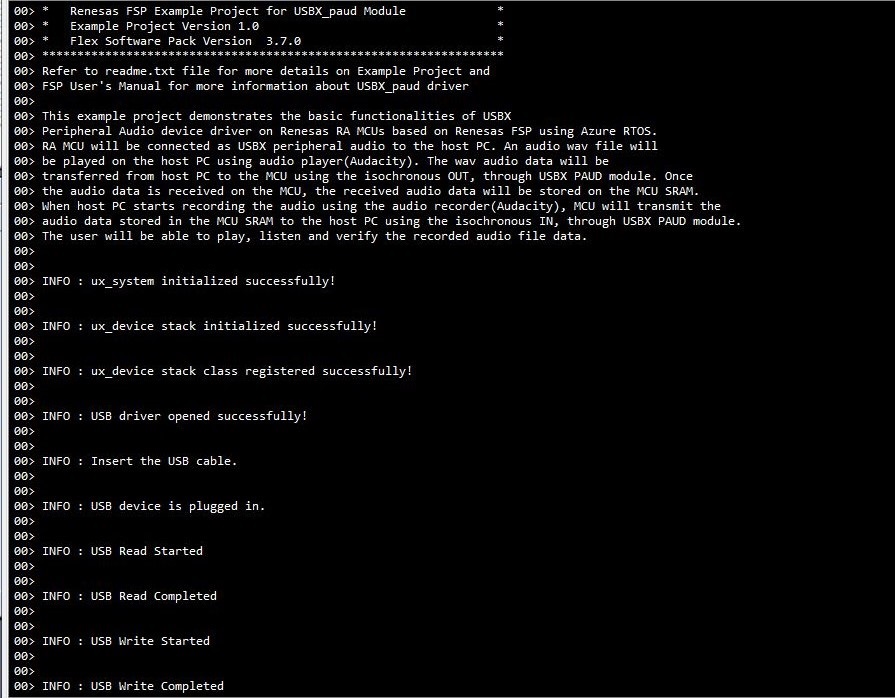 00> *   Renesas FSP Example Project for USBX_paud Module             *
00> *   Example Project Version 1.0                                  *
00> *   Flex Software Pack Version  3.7.0                            *
00> ******************************************************************
00> Refer to readme.txt file for more details on Example Project and
00> FSP User's Manual for more information about USBX_paud driver
00>
00> This example project demonstrates the basic functionalities of USBX
00> Peripheral Audio device driver on Renesas RA MCUs based on Renesas FSP using Azure RTOS.
00> RA MCU will be connected as USBX peripheral audio to the host PC. An audio wav file will
00> be played on the host PC using audio player(Audacity). The wav audio data will be
00> transferred from host PC to the MCU using the isochronous OUT, through USBX PAUD module. Once
00> the audio data is received on the MCU, the received audio data will be stored on the MCU SRAM.
00> When host PC starts recording the audio using the audio recorder(Audacity), MCU will transmit the
00> audio data stored in the MCU SRAM to the host PC using the isochronous IN, through USBX PAUD module.
00> The user will be able to play, listen and verify the recorded audio file data.
00>
00>
00> INFO : ux_system initialized successfully!
00>
00>
00> INFO : ux_device stack initialized successfully!
00>
00>
00> INFO : ux_device stack class registered successfully!
00>
00>
00> INFO : USB driver opened successfully!
00>
00>
00> INFO : Insert the USB cable.
00>
00>
00> INFO : USB device is plugged in.
00>
00>
00> INFO : USB Read Started
00>
00>
00> INFO : USB Read Completed
00>
00>
00> INFO : USB Write Started
00>
00>
00> INFO : USB Write Completed